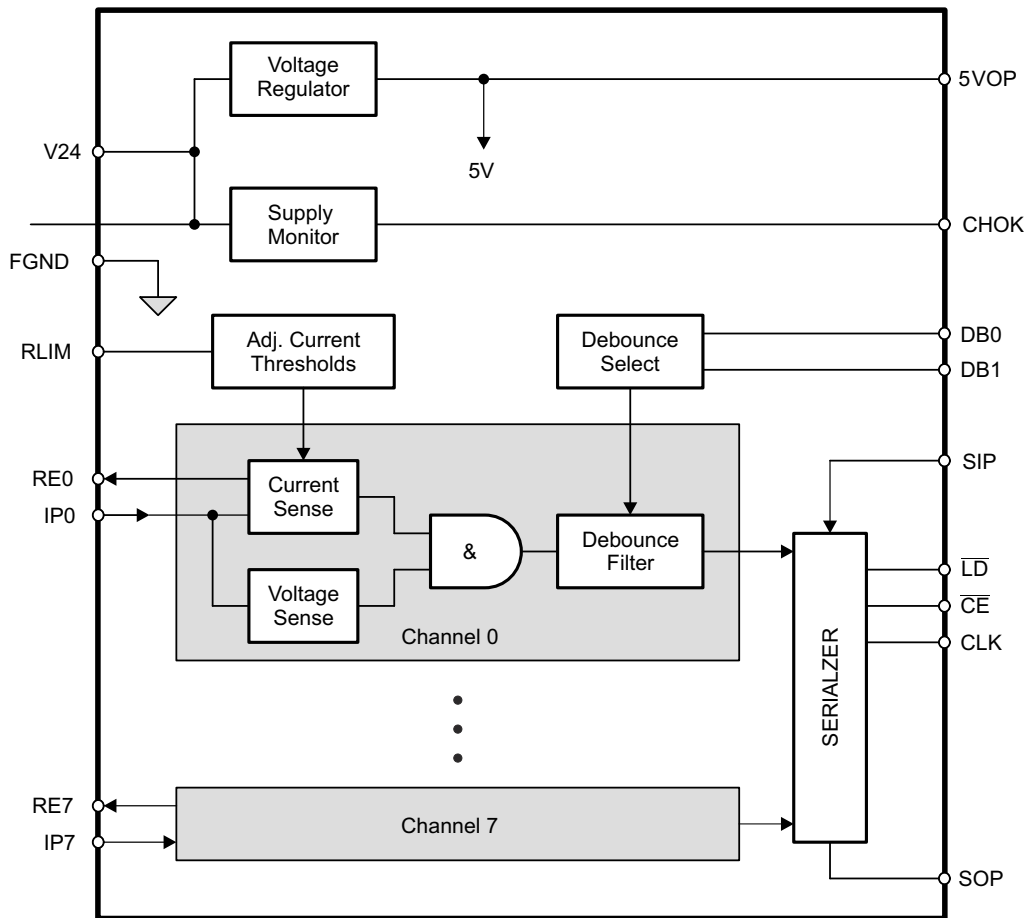 Voltage
Regulator
5VOP
V24
5V
Supply
Monitor
CHOK
FGND
RLIM
Adj. Current
Thresholds
Debounce
Select
DB0
DB1
RE0
IP0
Current
Sense
&
Debounce
Filter
Voltage
Sense
Channel 0
SIP
LD
CE
CLK
SERIALZER
RE7
IP7
Channel 7
SOP